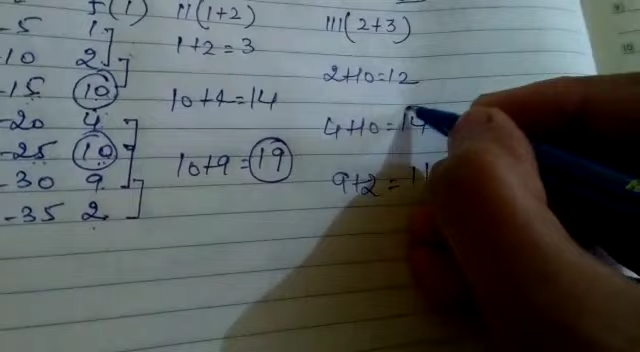 f(1) II(1+2) III(2+3)
-5 1 1+2=3
-10 2 2+10=12
-15 10 10+4=14
-20 4 4+10=14
-25 10 10+9=19
-30 9 9+2=11
-35 2